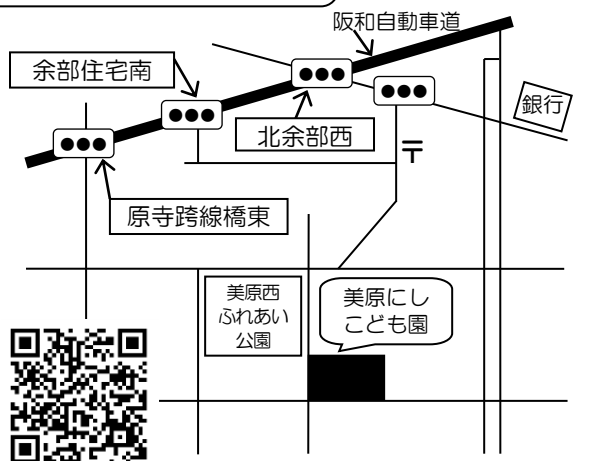 阪和自動車道
余部住宅南
銀行
北余部西
〒
原寺跨線橋東
美原西
ふれあい
公園
美原にし
こども園